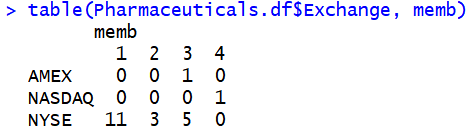 > table(Pharmaceuticals.df$Exchange, memb)
memb
1 2 3 4
AMEX 0 0 1 0
NASDAQ 0 0 0 1
NYSE 11 3 5 0